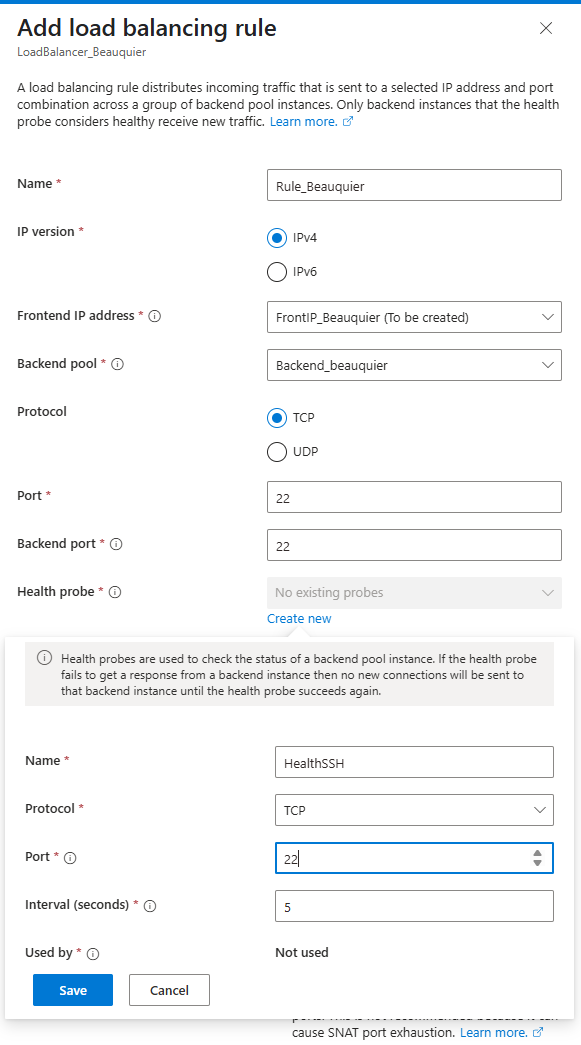 Add load balancing rule
LoadBalancer_Beauquier
A load balancing rule distributes incoming traffic that is sent to a selected IP address and port
combination across a group of backend pool instances. Only backend instances that the health
probe considers healthy receive new traffic. Learn more.
Name *
Rule_Beauquier
IP version *
IPv4
IPv6
Frontend IP address *
FrontIP_Beauquier (To be created)
Backend pool *
Backend_beauquier
Protocol
TCP
UDP
Port *
22
Backend port *
22
Health probe *
No existing probes
Create new
Health probes are used to check the status of a backend pool instance. If the health probe
fails to get a response from a backend instance then no new connections will be sent to
that backend instance until the health probe succeeds again.
Name *
HealthSSH
Protocol *
TCP
Port *
22
Interval (seconds) *
5
Used by *
Not used
Save
Cancel
ports. This is not recommended because it can
cause SNAT port exhaustion. Learn more.